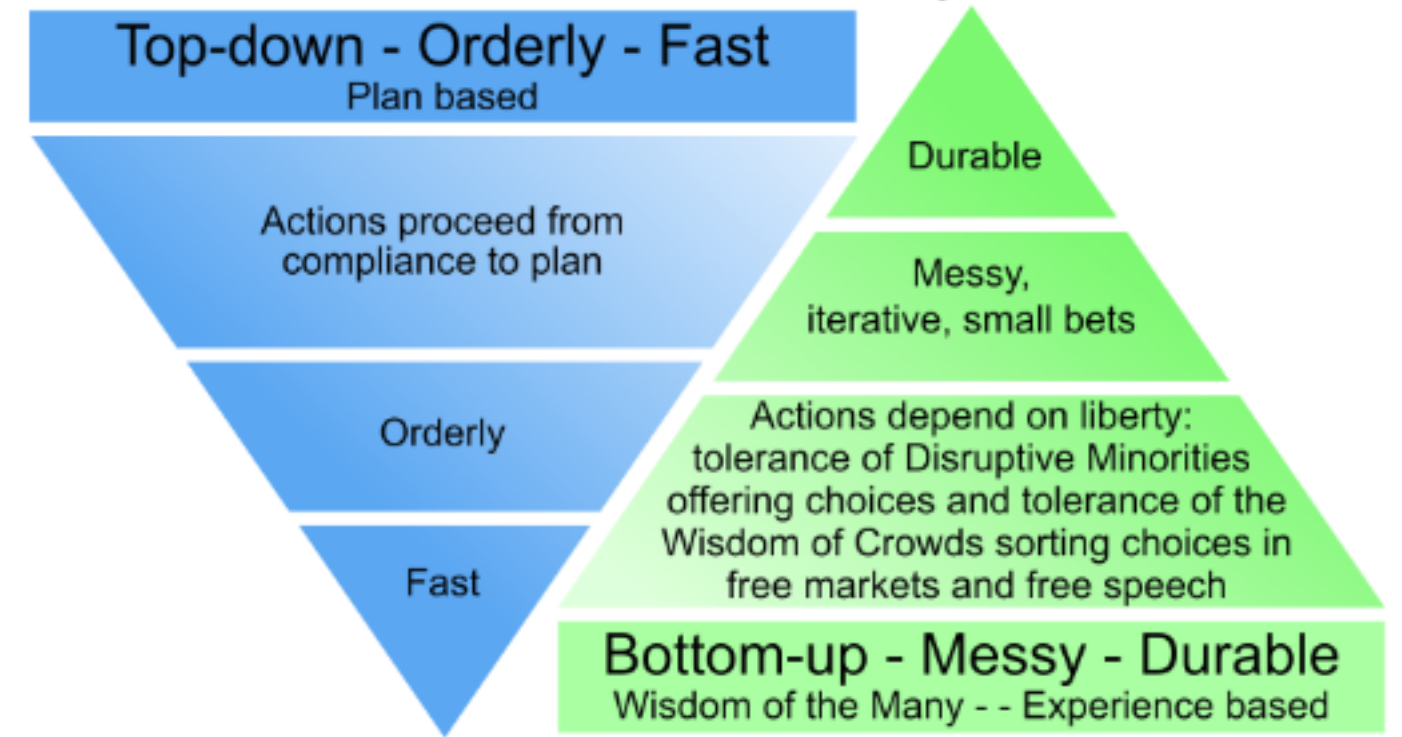 Top-down - Orderly - Fast
Plan based
Actions proceed from
compliance to plan
Orderly
Fast
Durable
Messy,
iterative, small bets
Actions depend on liberty:
tolerance of Disruptive Minorities
offering choices and tolerance of the
Wisdom of Crowds sorting choices in
free markets and free speech
Bottom-up - Messy - Durable
Wisdom of the Many - - Experience based